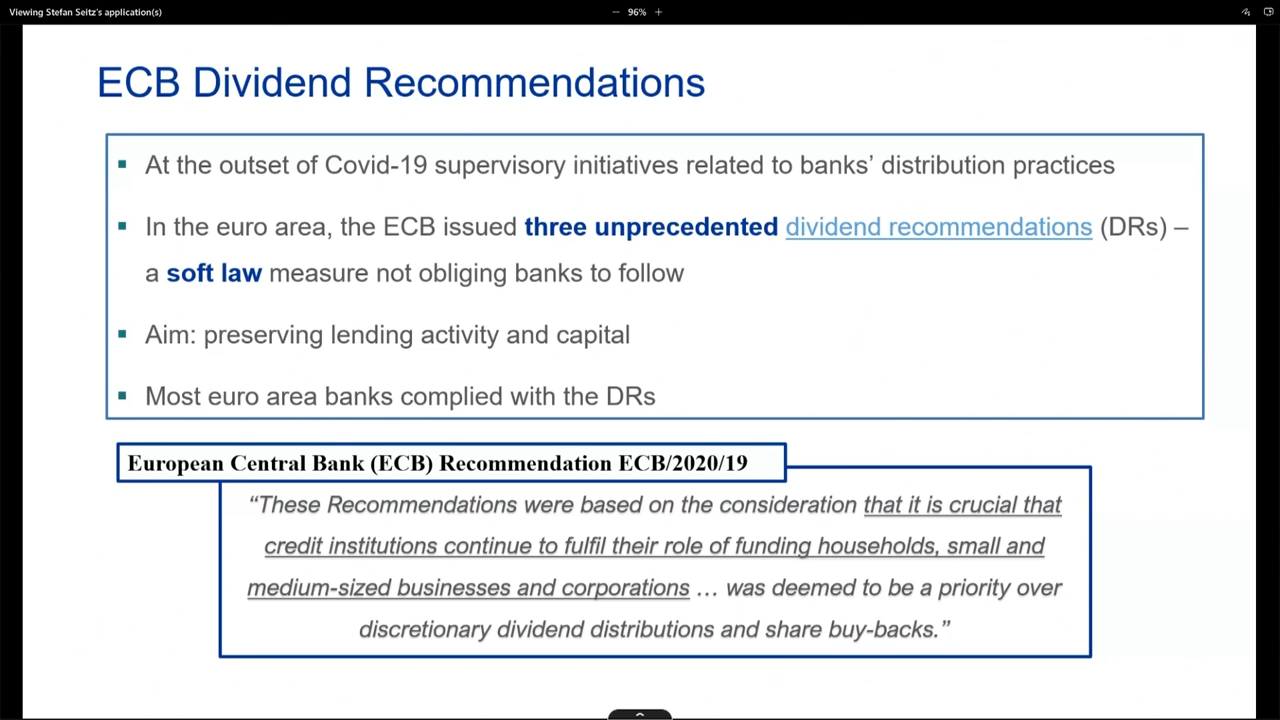 Viewing Stefan Seitz's application(s)
− 96% +
ECB Dividend Recommendations
▪ At the outset of Covid-19 supervisory initiatives related to banks’ distribution practices
▪ In the euro area, the ECB issued three unprecedented dividend recommendations (DRs) –
a soft law measure not obliging banks to follow
▪ Aim: preserving lending activity and capital
▪ Most euro area banks complied with the DRs
European Central Bank (ECB) Recommendation ECB/2020/19
“These Recommendations were based on the consideration that it is crucial that
credit institutions continue to fulfil their role of funding households, small and
medium-sized businesses and corporations … was deemed to be a priority over
discretionary dividend distributions and share buy-backs.”